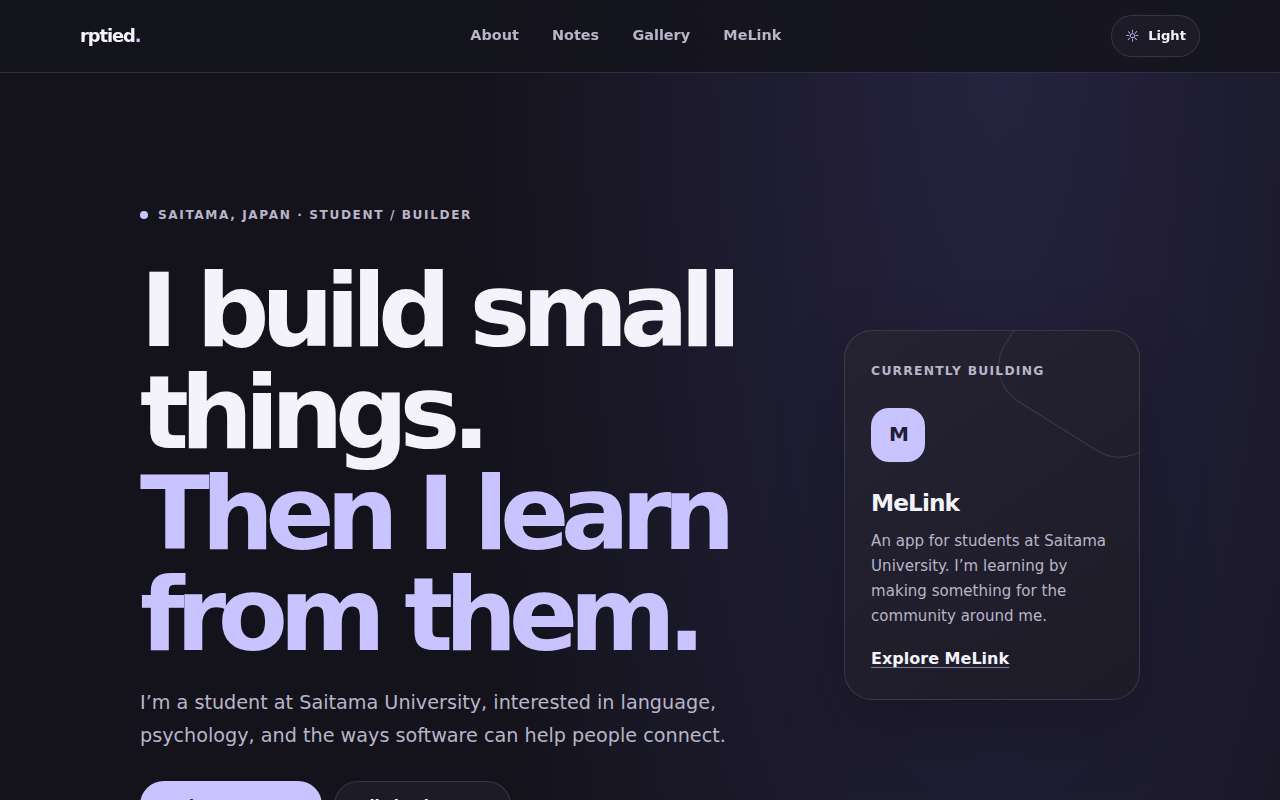 rptied.
About
Notes
Gallery
MeLink
Light
SAITAMA, JAPAN · STUDENT / BUILDER
I build small
things.
Then I learn
from them.
I’m a student at Saitama University, interested in language,
psychology, and the ways software can help people connect.
CURRENTLY BUILDING
M
MeLink
An app for students at Saitama
University. I’m learning by
making something for the
community around me.
Explore MeLink